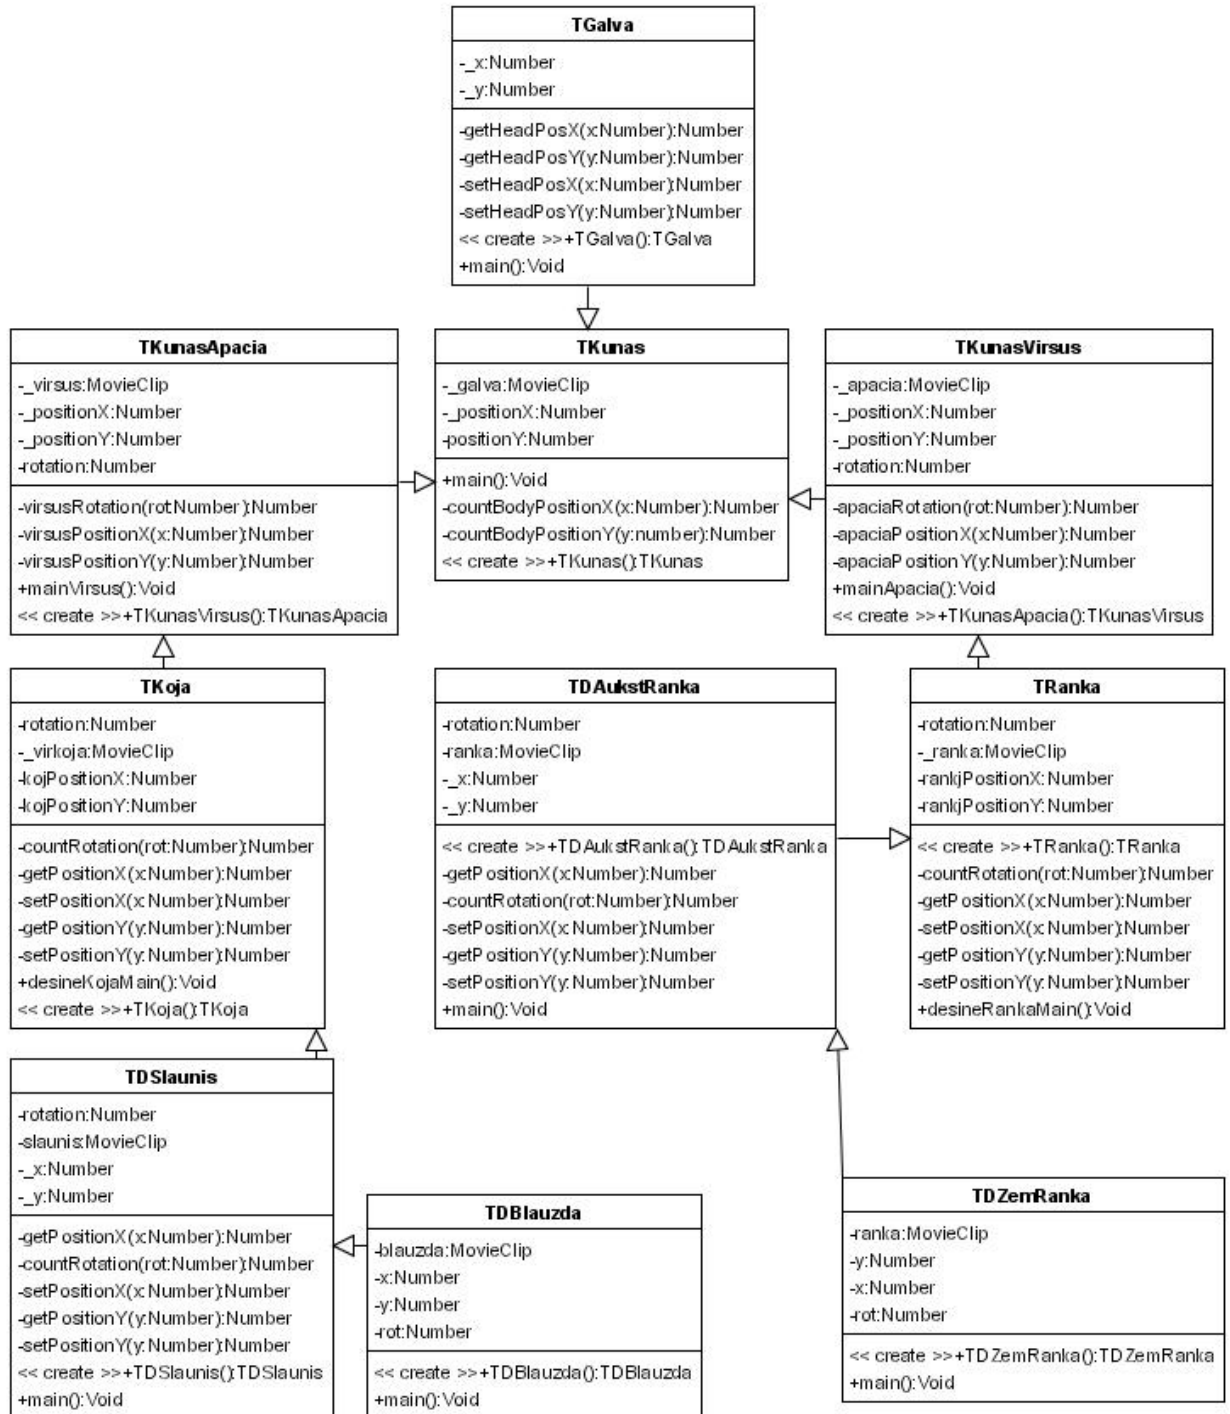 TGalva
-_x:Number
-_y:Number
-getHeadPosX(x:Number):Number
-getHeadPosY(y:Number):Number
-setHeadPosX(x:Number):Number
-setHeadPosY(y:Number):Number
<< create >>+TGalva():TGalva
+main():Void
TKunasApacia
-_virsus:MovieClip
-_positionX:Number
-_positionY:Number
-rotation:Number
-virsusRotation(rot:Number):Number
-virsusPositionX(x:Number):Number
-virsusPositionY(y:Number):Number
+mainVirsus():Void
<< create >>+TKunasVirsus():TKunasApacia
TKunas
-_galva:MovieClip
-_positionX:Number
-positionY:Number
+main():Void
-countBodyPositionX(x:Number):Number
-countBodyPositionY(y:number):Number
<< create >>+TKunas():TKunas
TKunasVirsus
-_apacia:MovieClip
-_positionX:Number
-_positionY:Number
-rotation:Number
-apaciaRotation(rot:Number):Number
-apaciaPositionX(x:Number):Number
-apaciaPositionY(y:Number):Number
+mainApacia():Void
<< create >>+TKunasApacia():TKunasVirsus
TKoja
-rotation:Number
-_virkoja:MovieClip
-kojPositionX:Number
-kojPositionY:Number
-countRotation(rot:Number):Number
-getPositionX(x:Number):Number
-setPositionX(x:Number):Number
-getPositionY(y:Number):Number
-setPositionY(y:Number):Number
+desineKojaMain():Void
<< create >>+TKoja():TKoja
TDAukstRanka
-rotation:Number
-ranka:MovieClip
-_x:Number
-_y:Number
<< create >>+TDAukstRanka():TDAukstRanka
-getPositionX(x:Number):Number
-countRotation(rot:Number):Number
-setPositionX(x:Number):Number
-getPositionY(y:Number):Number
-setPositionY(y:Number):Number
+main():Void
TRanka
-rotation:Number
-_ranka:MovieClip
-rankjPositionX:Number
-rankjPositionY:Number
<< create >>+TRanka():TRanka
-countRotation(rot:Number):Number
-getPositionX(x:Number):Number
-setPositionX(x:Number):Number
-getPositionY(y:Number):Number
-setPositionY(y:Number):Number
+desineRankaMain():Void
TDSlaunis
-rotation:Number
-slaunis:MovieClip
-_x:Number
-_y:Number
-getPositionX(x:Number):Number
-countRotation(rot:Number):Number
-setPositionX(x:Number):Number
-getPositionY(y:Number):Number
-setPositionY(y:Number):Number
<< create >>+TDSlaunis():TDSlaunis
+main():Void
TDBlauzda
-blauzda:MovieClip
-x:Number
-y:Number
-rot:Number
<< create >>+TDBlauzda():TDBlauzda
+main():Void
TDZemRanka
-ranka:MovieClip
-y:Number
-x:Number
-rot:Number
<< create >>+TDZemRanka():TDZemRanka
+main():Void